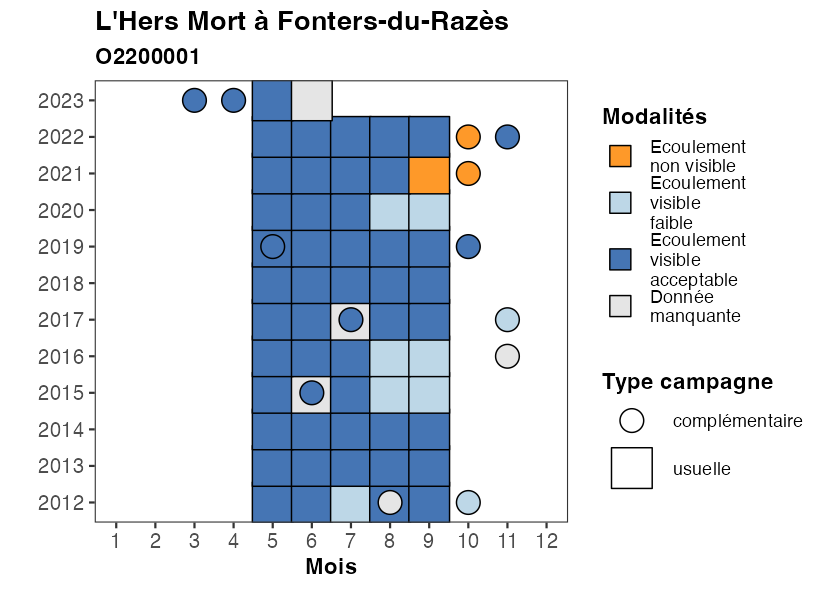 L'Hers Mort à Fonters-du-Razès
O2200001
2023
2022
2021
2020
2019
2018
2017
2016
2015
2014
2013
2012
1 2 3 4 5 6 7 8 9 10 11 12
Mois
Modalités
Ecoulement
non visible
Ecoulement
visible
faible
Ecoulement
visible
acceptable
Donnée
manquante
Type campagne
complémentaire
usuelle